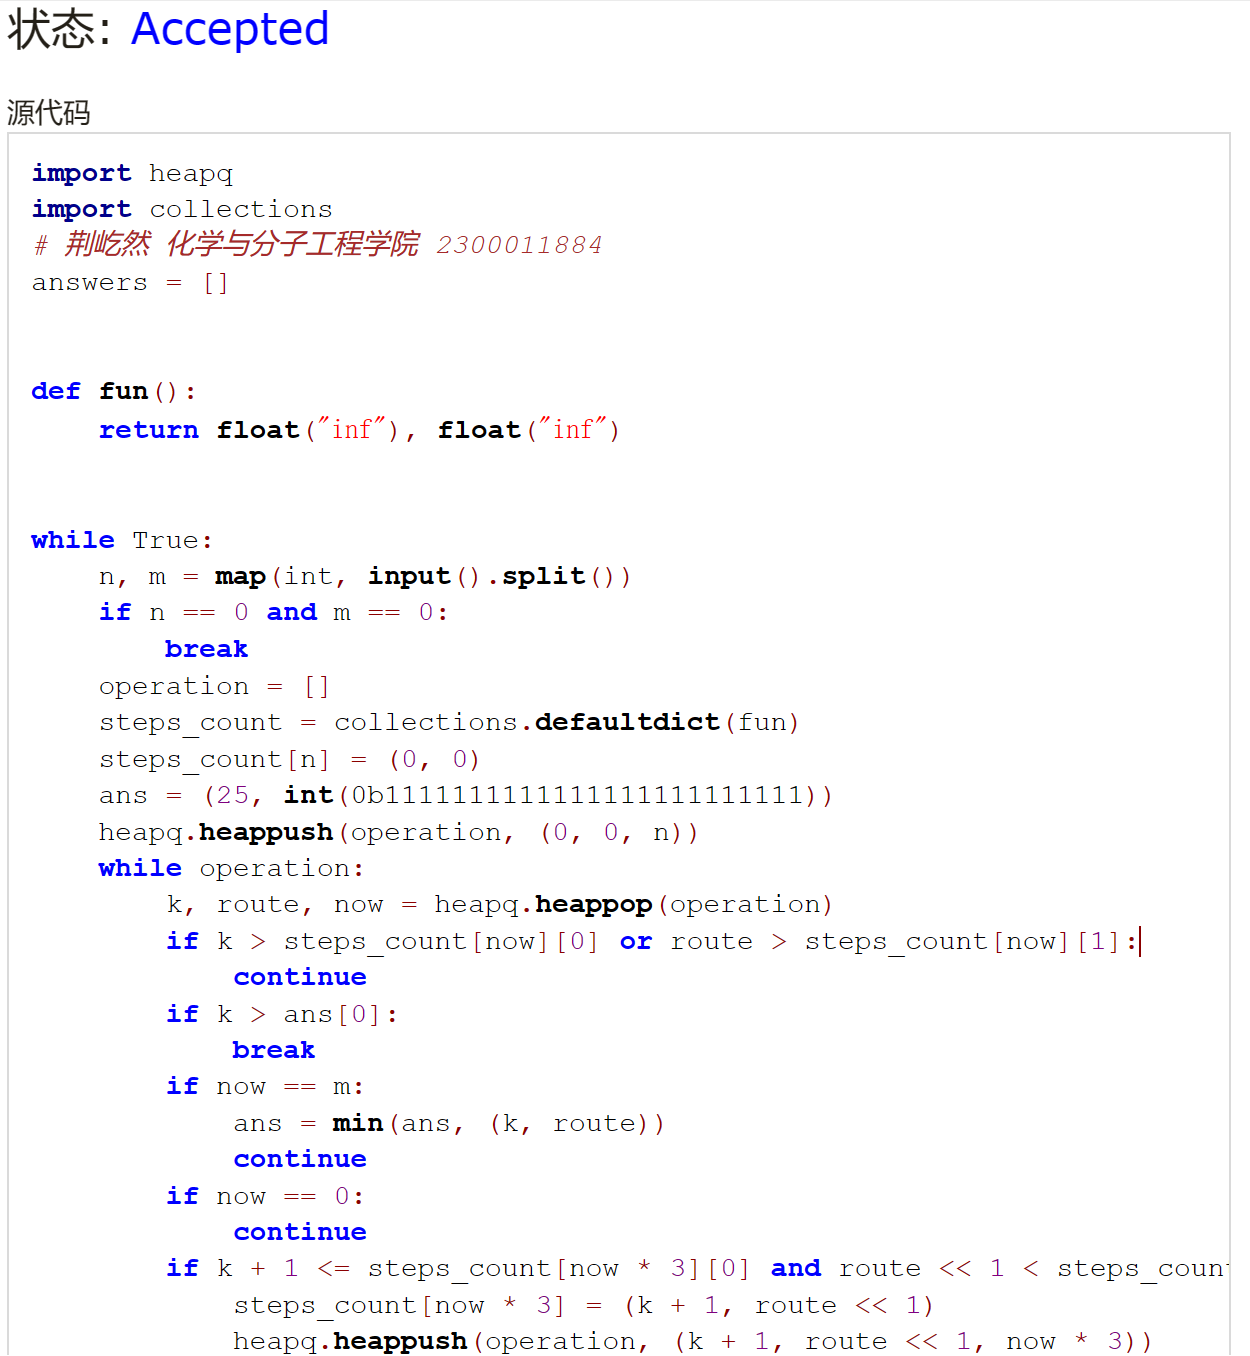 状态: Accepted
源代码
import heapq
import collections
# 荆屹然 化学与分子工程学院 2300011884
answers = []
def fun():
    return float("inf"), float("inf")
while True:
    n, m = map(int, input().split())
    if n == 0 and m == 0:
        break
    operation = []
    steps_count = collections.defaultdict(fun)
    steps_count[n] = (0, 0)
    ans = (25, int(0b1111111111111111111111111))
    heapq.heappush(operation, (0, 0, n))
    while operation:
        k, route, now = heapq.heappop(operation)
        if k > steps_count[now][0] or route > steps_count[now][1]:
            continue
        if k > ans[0]:
            break
        if now == m:
            ans = min(ans, (k, route))
            continue
        if now == 0:
            continue
        if k + 1 <= steps_count[now * 3][0] and route << 1 < steps_count
            steps_count[now * 3] = (k + 1, route << 1)
            heapq.heappush(operation, (k + 1, route << 1, now * 3))